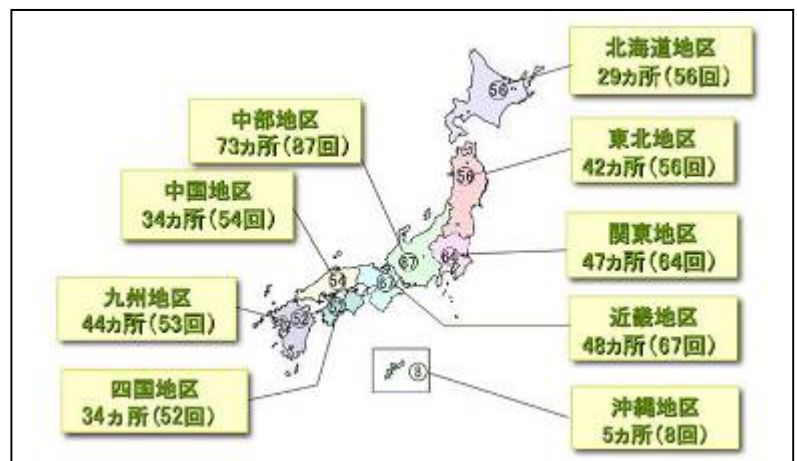 北海道地区
29カ所(56回)
中部地区
73カ所(87回)
東北地区
42カ所(56回)
中国地区
34カ所(54回)
関東地区
47カ所(64回)
九州地区
44カ所(53回)
近畿地区
48カ所(67回)
四国地区
34カ所(52回)
沖縄地区
5カ所(8回)
56
56
64
67
54
8